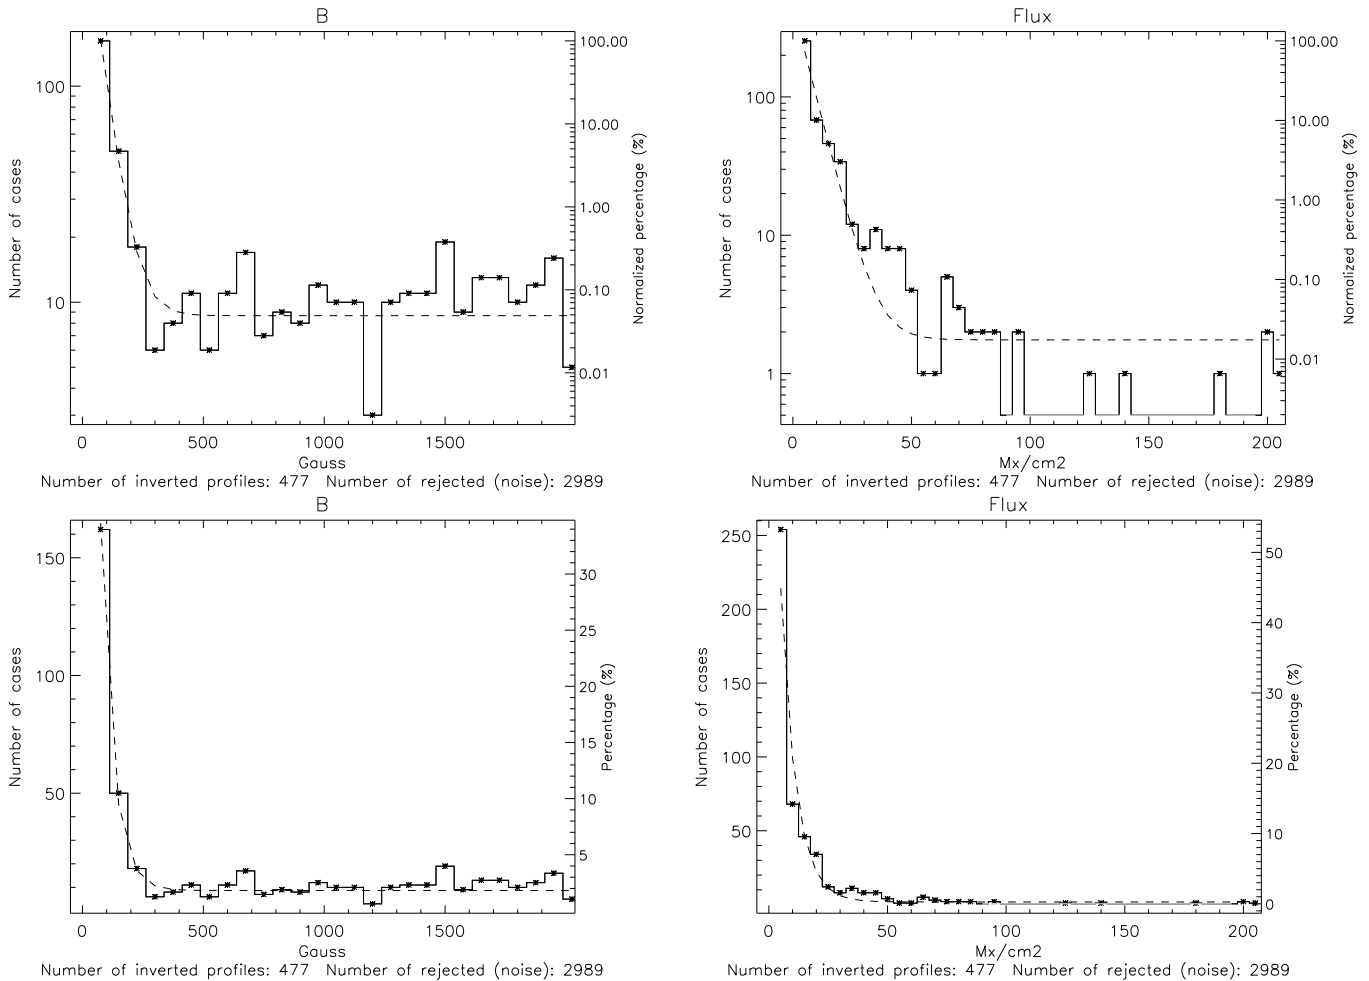 B
Number of cases
100
10
100.00
10.00
1.00
0.10
0.01
Normalized percentage (%)
0 500 1000 1500
Gauss
Number of inverted profiles: 477 Number of rejected (noise): 2989
Flux
Number of cases
100
10
1
100.00
10.00
1.00
0.10
0.01
Normalized percentage (%)
0 50 100 150 200
Mx/cm2
Number of inverted profiles: 477 Number of rejected (noise): 2989
B
Number of cases
150
100
50
30
25
20
15
10
5
Percentage (%)
0 500 1000 1500
Gauss
Number of inverted profiles: 477 Number of rejected (noise): 2989
Flux
Number of cases
250
200
150
100
50
50
40
30
20
10
0
Percentage (%)
0 50 100 150 200
Mx/cm2
Number of inverted profiles: 477 Number of rejected (noise): 2989